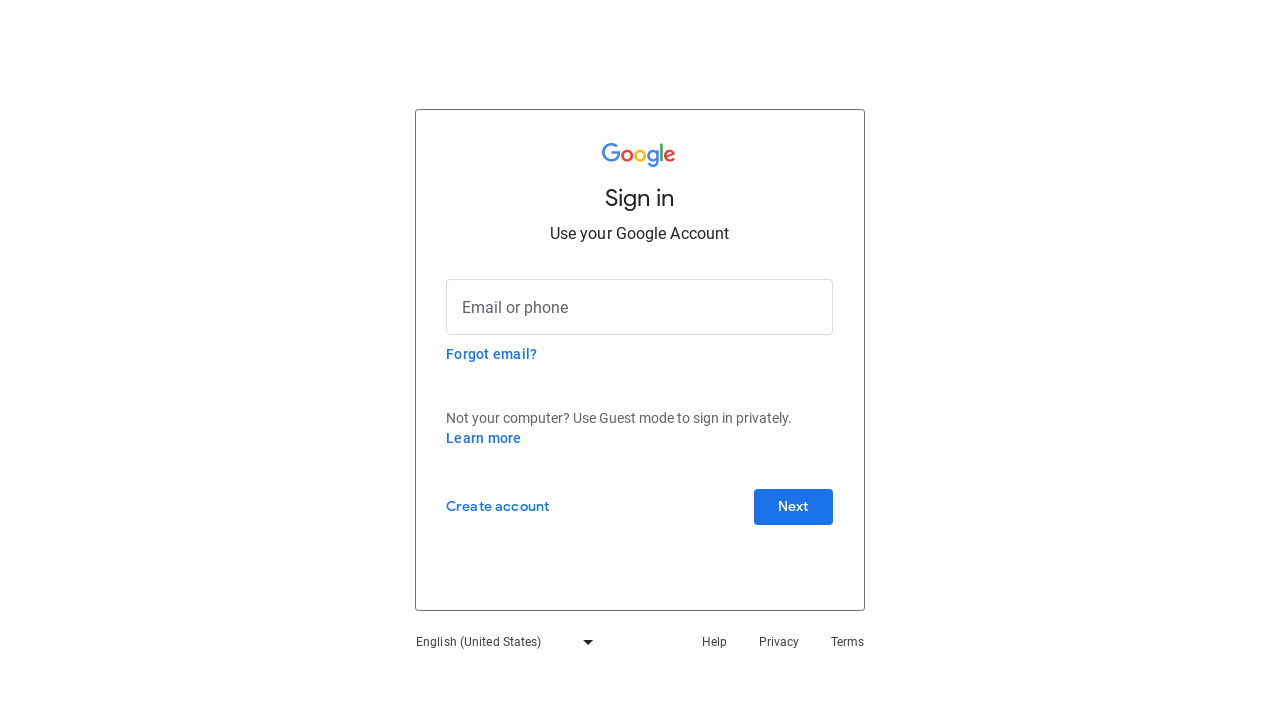 Google
Sign in
Use your Google Account
Email or phone
Forgot email?
Not your computer? Use Guest mode to sign in privately.
Learn more
Create account
Next
English (United States)
Help
Privacy
Terms